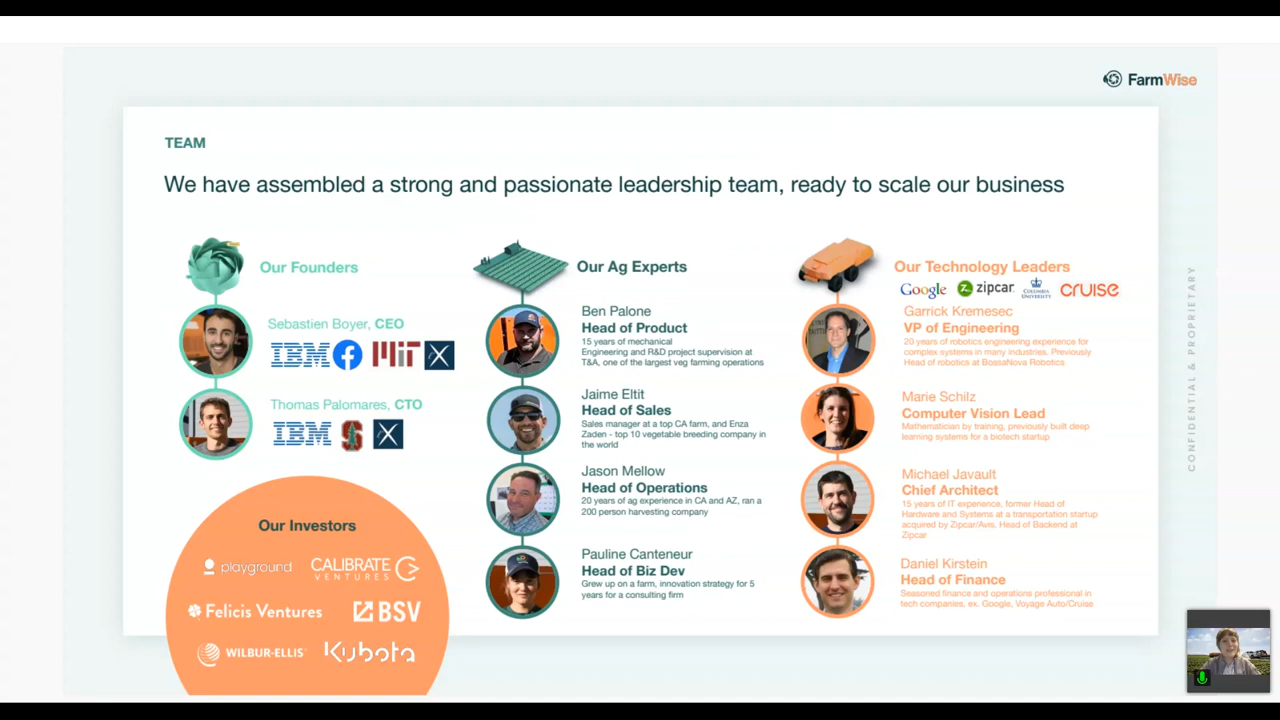 FarmWise
TEAM
We have assembled a strong and passionate leadership team, ready to scale our business
Our Founders
Sebastien Boyer, CEO
IBM
MIT
X
Thomas Palomares, CTO
IBM
X
Our Investors
playground
CALIBRATE
VENTURES
Felicis Ventures
BSV
WILBUR-ELLIS
Kubota
Our Ag Experts
Ben Palone
Head of Product
15 years of mechanical
Engineering and R&D project supervision at
T&A, one of the largest veg farming operations
Jaime Eltit
Head of Sales
Sales manager at a top CA farm, and Enza
Zaden - top 10 vegetable breeding company in
the world
Jason Mellow
Head of Operations
20 years of ag experience in CA and AZ, ran a
200 person harvesting company
Pauline Canteneur
Head of Biz Dev
Grew up on a farm, innovation strategy for 5
years for a consulting firm
Our Technology Leaders
Google
zipcar
COLUMBIA
UNIVERSITY
cruise
Garrick Kremesec
VP of Engineering
20 years of robotics engineering experience for
complex systems in many industries. Previously
Head of robotics at BossaNova Robotics
Marie Schilz
Computer Vision Lead
Mathematician by training, previously built deep
learning systems for a biotech startup
Michael Javault
Chief Architect
15 years of IT experience, former Head of
Hardware and Systems at a transportation startup
acquired by Zipcar/Avis, Head of Backend at
Zipcar
Daniel Kirstein
Head of Finance
Seasoned finance and operations professional in
tech companies, ex. Google, Voyage Auto/Cruise
CONFIDENTIAL & PROPRIETARY